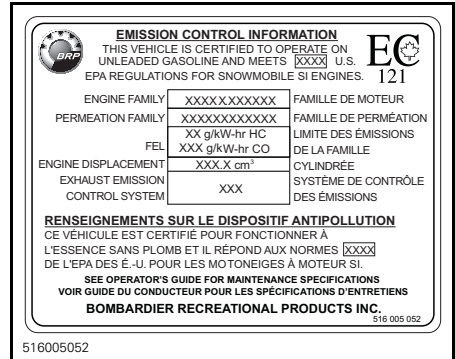 EMISSION CONTROL INFORMATION
THIS VEHICLE IS CERTIFIED TO OPERATE ON
UNLEADED GASOLINE AND MEETS XXXX U.S.
EPA REGULATIONS FOR SNOWMOBILE SI ENGINES.
BRP
EC
121
ENGINE FAMILY XXXXXXXXXXXX FAMILLE DE MOTEUR
PERMEATION FAMILY XXXXXXXXXXXX FAMILLE DE PERMÉATION
XX g/kW-hr HC LIMITE DES ÉMISSIONS
FEL XXX g/kW-hr CO DE LA FAMILLE
ENGINE DISPLACEMENT XXX.X cm³ CYLINDRÉE
EXHAUST EMISSION SYSTÈME DE CONTRÔLE
XXX
CONTROL SYSTEM DES ÉMISSIONS
RENSEIGNEMENTS SUR LE DISPOSITIF ANTIPOLLUTION
CE VÉHICULE EST CERTIFIÉ POUR FONCTIONNER À
L'ESSENCE SANS PLOMB ET IL RÉPOND AUX NORMES XXXX
DE L'EPA DES É.-U. POUR LES MOTONEIGES À MOTEUR SI.
SEE OPERATOR'S GUIDE FOR MAINTENANCE SPECIFICATIONS
VOIR GUIDE DU CONDUCTEUR POUR LES SPÉCIFICATIONS D'ENTRETIENS
BOMBARDIER RECREATIONAL PRODUCTS INC.
516 005 052
516005052